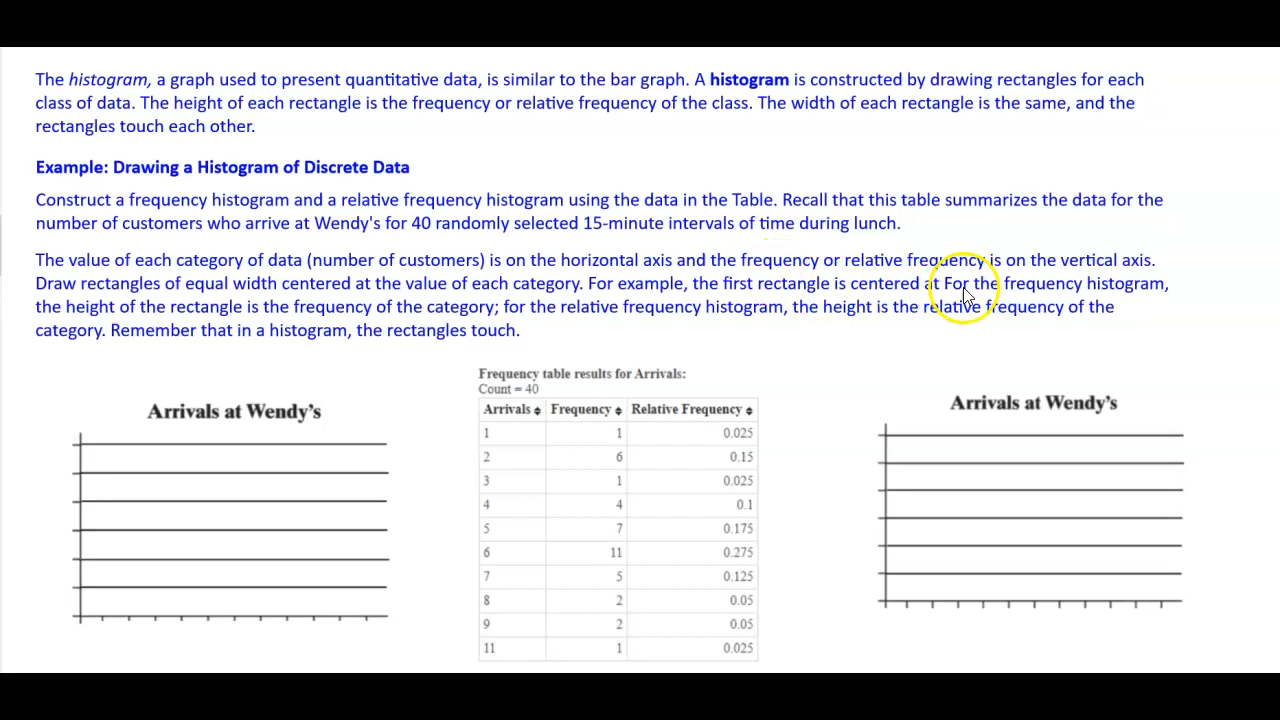 The histogram, a graph used to present quantitative data, is similar to the bar graph. A histogram is constructed by drawing rectangles for each
class of data. The height of each rectangle is the frequency or relative frequency of the class. The width of each rectangle is the same, and the
rectangles touch each other.
Example: Drawing a Histogram of Discrete Data
Construct a frequency histogram and a relative frequency histogram using the data in the Table. Recall that this table summarizes the data for the
number of customers who arrive at Wendy's for 40 randomly selected 15-minute intervals of time during lunch.
The value of each category of data (number of customers) is on the horizontal axis and the frequency or relative frequency is on the vertical axis.
Draw rectangles of equal width centered at the value of each category. For example, the first rectangle is centered at For the frequency histogram,
the height of the rectangle is the frequency of the category; for the relative frequency histogram, the height is the relative frequency of the
category. Remember that in a histogram, the rectangles touch.
Arrivals at Wendy's
Frequency table results for Arrivals:
Count = 40
Arrivals Frequency Relative Frequency
1 1 0.025
2 6 0.15
3 1 0.025
4 4 0.1
5 7 0.175
6 11 0.275
7 5 0.125
8 2 0.05
9 2 0.05
11 1 0.025
Arrivals at Wendy's